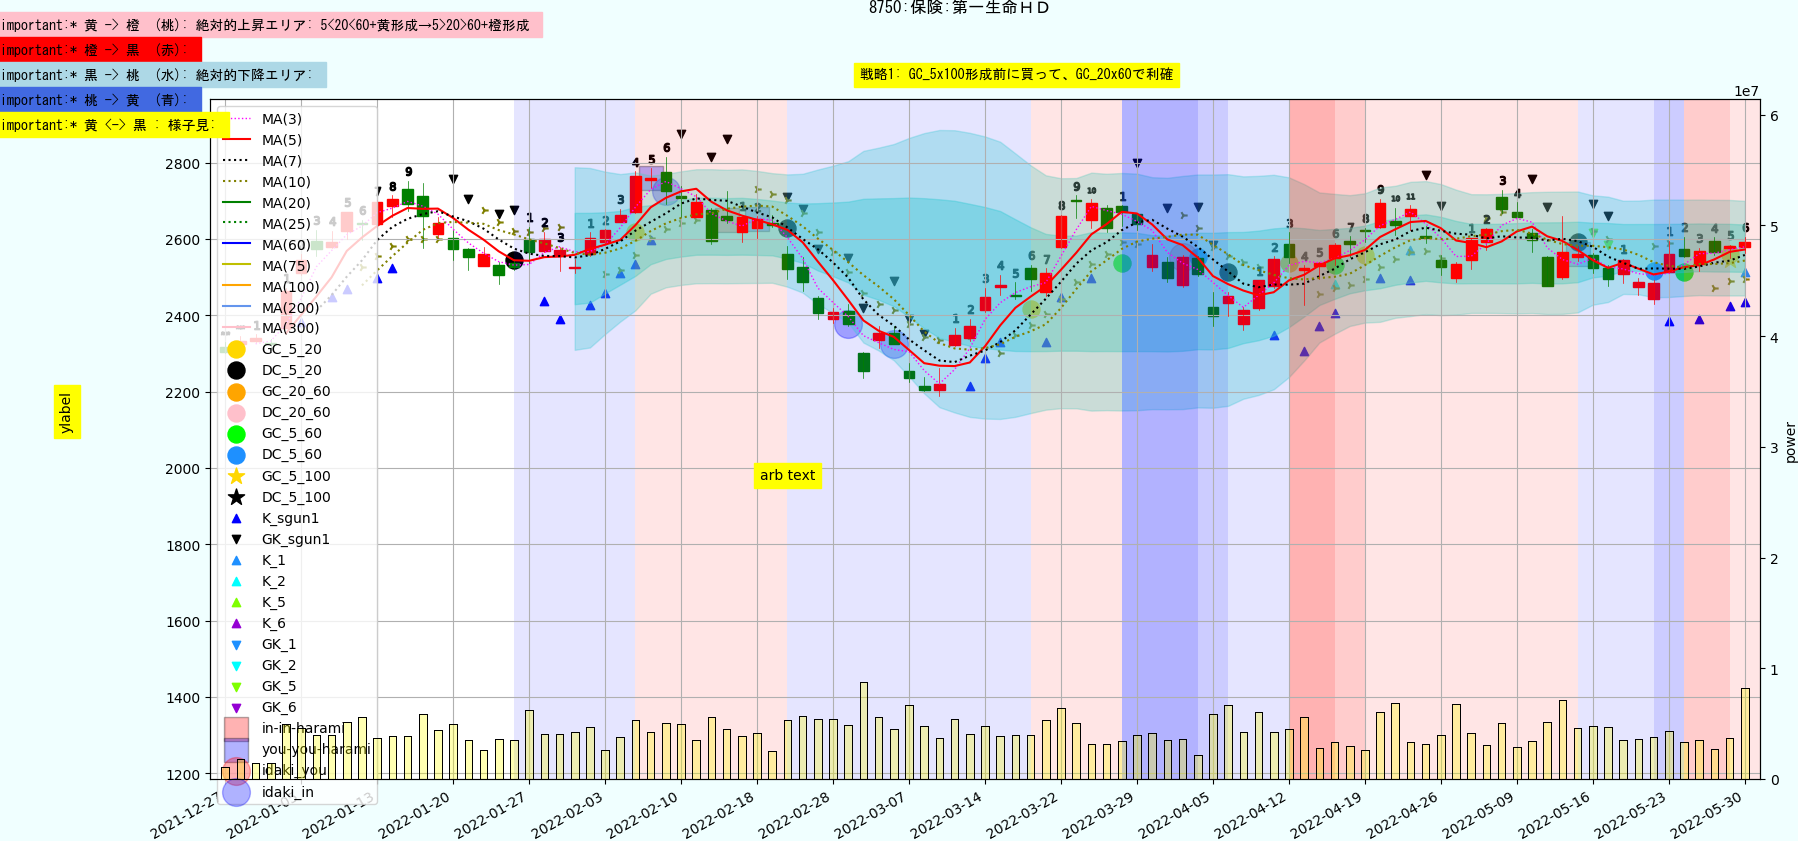 8750:保険:第一生命ＨＤ
important:* 黄 -> 橙 (桃): 絶対的上昇エリア: 5<20<60+黄形成→5>20>60+橙形成
important:* 橙 -> 黒 (赤):
important:* 黒 -> 桃 (水): 絶対的下降エリア:
important:* 桃 -> 黄 (青):
important:* 黄 <-> 黒 : 様子見:
戦略1: GC_5x100形成前に買って、GC_20x60で利確
1e7
MA(3)
MA(5)
MA(7)
MA(10)
MA(20)
MA(25)
MA(60)
MA(75)
MA(100)
MA(200)
MA(300)
GC_5_20
DC_5_20
GC_20_60
DC_20_60
GC_5_60
DC_5_60
GC_5_100
DC_5_100
K_sgun1
GK_sgun1
K_1
K_2
K_5
K_6
GK_1
GK_2
GK_5
GK_6
in-in-harami
you-you-harami
idaki_you
idaki_in
ylabel
2800
2600
2400
2200
2000
1800
1600
1400
1200
arb text
6
5
4
3
2
1
0
power
2021-12-27
2022-01-05
2022-01-13
2022-01-20
2022-01-27
2022-02-03
2022-02-10
2022-02-18
2022-02-28
2022-03-07
2022-03-14
2022-03-22
2022-03-29
2022-04-05
2022-04-12
2022-04-19
2022-04-26
2022-05-09
2022-05-16
2022-05-23
2022-05-30